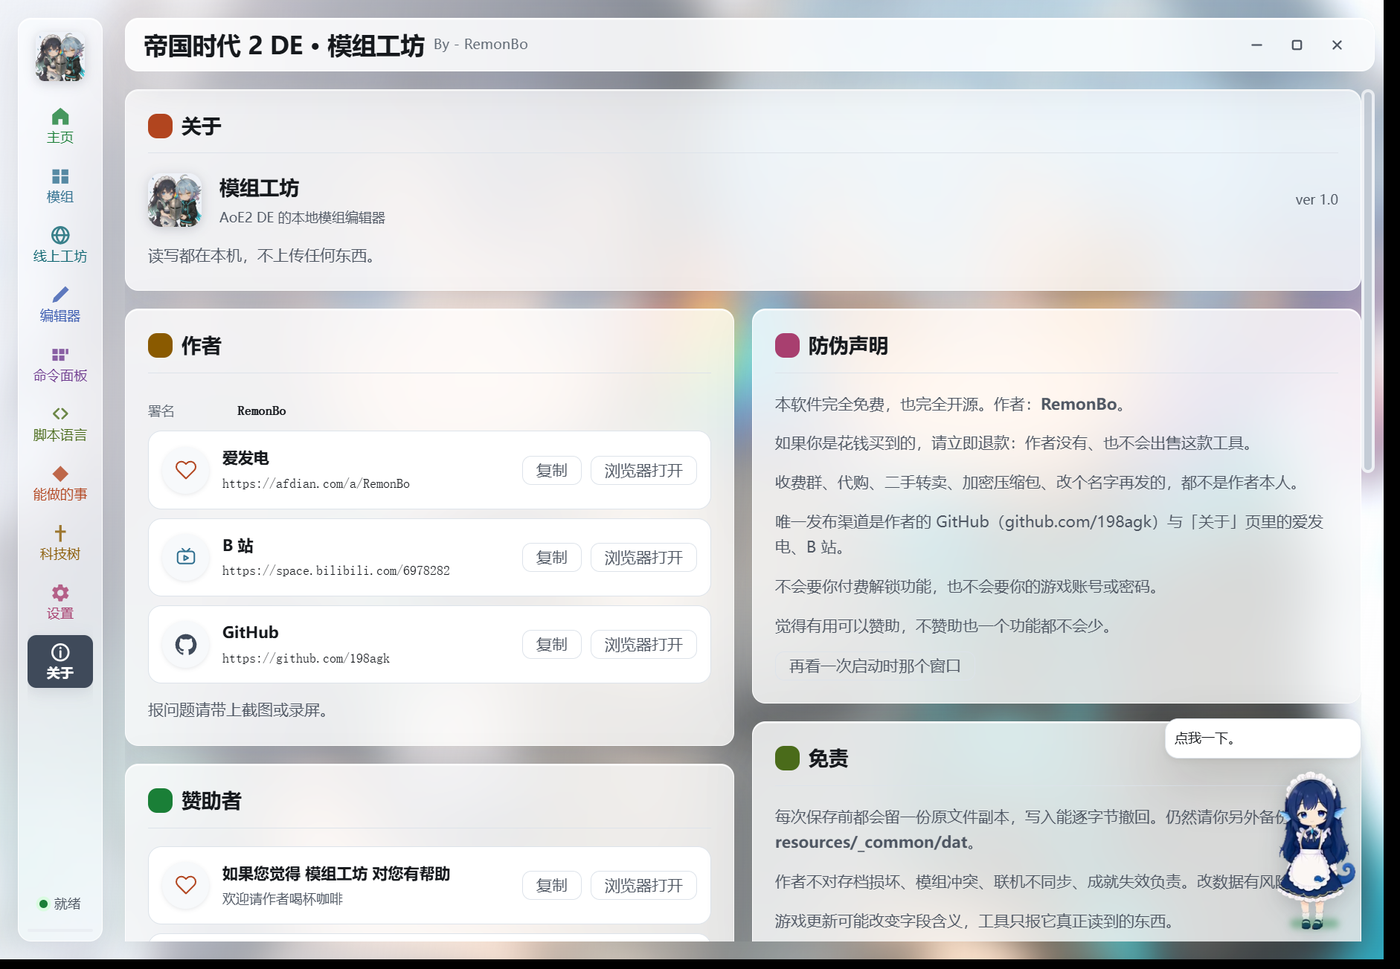 帝国时代 2 DE • 模组工坊 By - RemonBo
主页
模组
线上工坊
编辑器
命令面板
脚本语言
能做的事
科技树
设置
关于
就绪
关于
模组工坊
AoE2 DE 的本地模组编辑器
ver 1.0
读写都在本机，不上传任何东西。
作者
署名 RemonBo
爱发电
https://afdian.com/a/RemonBo
复制 浏览器打开
B 站
https://space.bilibili.com/6978282
复制 浏览器打开
GitHub
https://github.com/198agk
复制 浏览器打开
报问题请带上截图或录屏。
赞助者
如果您觉得 模组工坊 对您有帮助
欢迎请作者喝杯咖啡
复制 浏览器打开
防伪声明
本软件完全免费，也完全开源。作者：RemonBo。
如果你是花钱买到的，请立即退款：作者没有、也不会出售这款工具。
收费群、代购、二手转卖、加密压缩包、改个名字再发的，都不是作者本人。
唯一发布渠道是作者的 GitHub（github.com/198agk）与「关于」页里的爱发
电、B 站。
不会要你付费解锁功能，也不会要你的游戏账号或密码。
觉得有用可以赞助，不赞助也一个功能都不会少。
再看一次启动时那个窗口
点我一下。
免责
每次保存前都会留一份原文件副本，写入能逐字节撤回。仍然请你另外备份
resources/_common/dat。
作者不对存档损坏、模组冲突、联机不同步、成就失效负责。改数据有风险
游戏更新可能改变字段含义，工具只报它真正读到的东西。